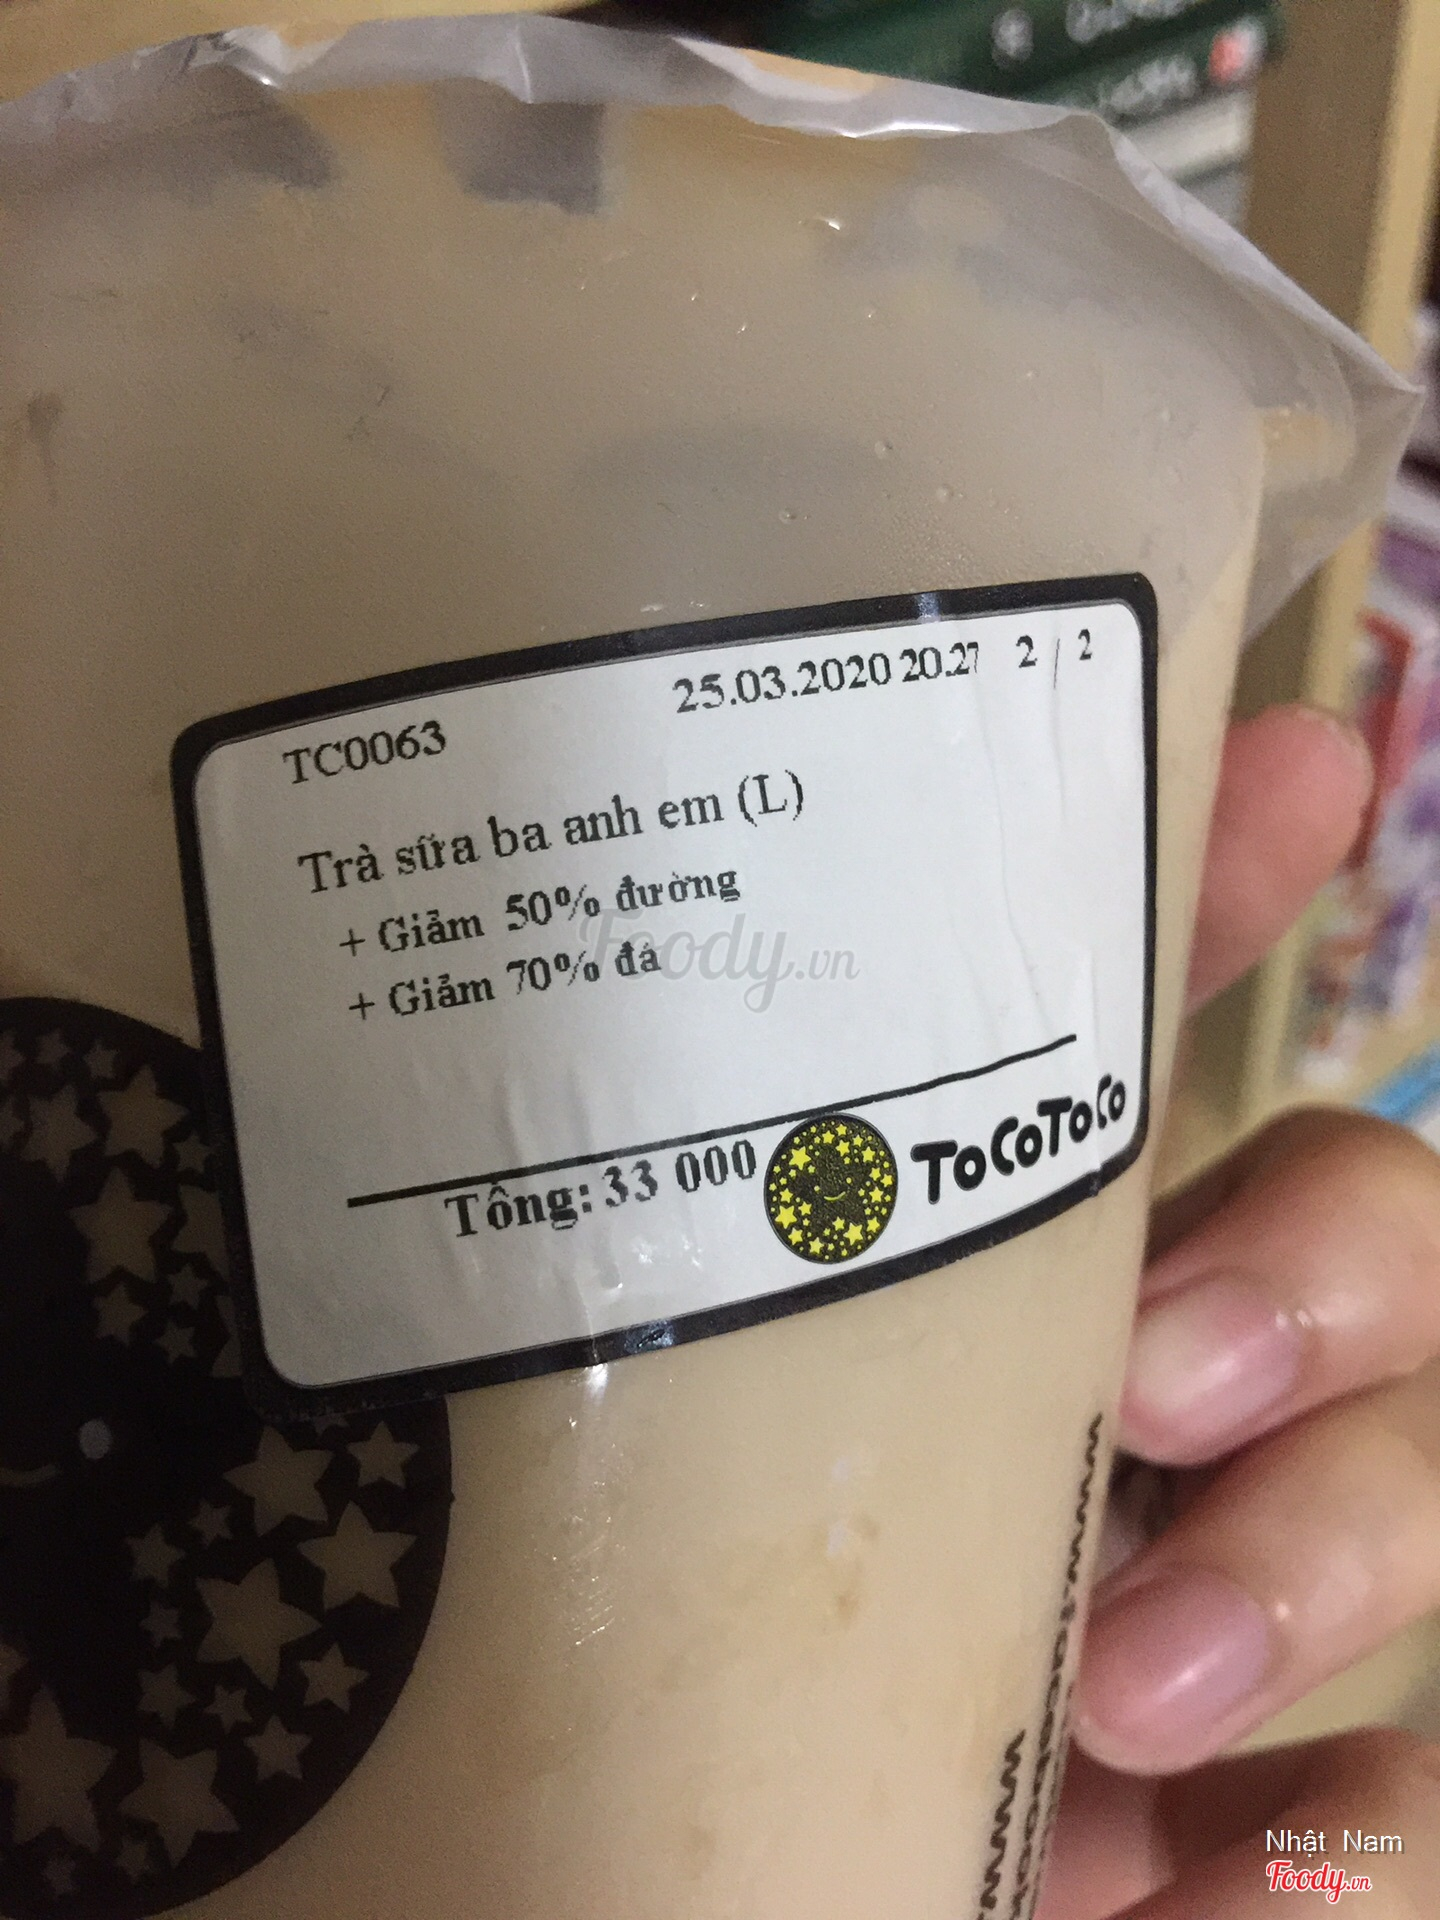 25.03.2020 20:27 2 / 2
TC0063
Trà sữa ba anh em (L)
+ Giảm 50% đường
+ Giảm 70% đá
Foody.vn
Tổng: 33 000
ToCoToCo
Nhật Nam
Foody.vn